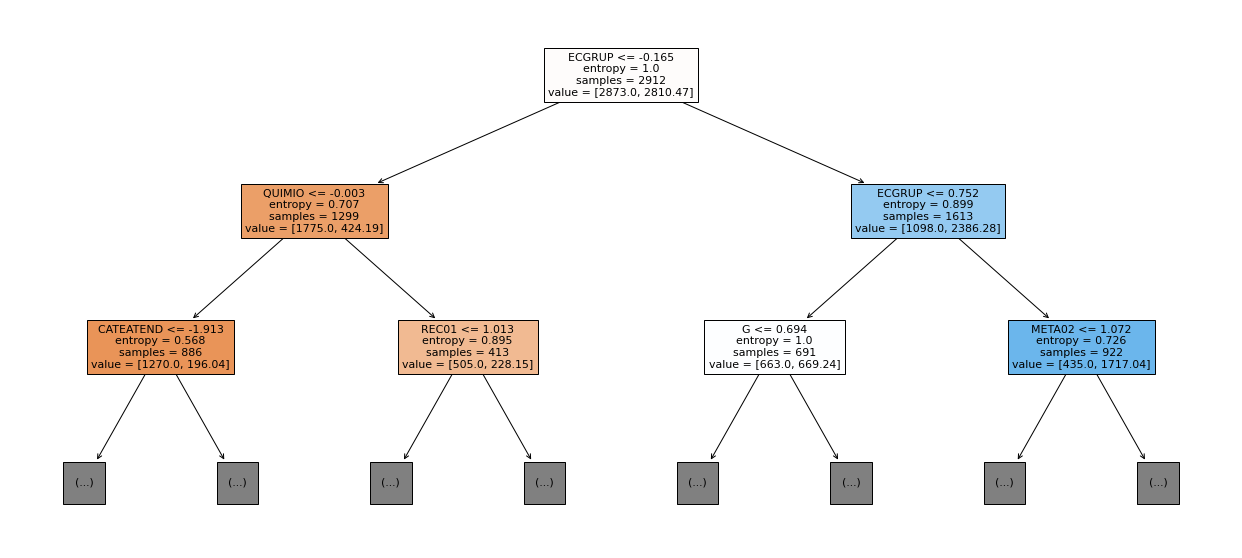 ECGRUP <= -0.165
entropy = 1.0
samples = 2912
value = [2873.0, 2810.47]
QUIMIO <= -0.003
entropy = 0.707
samples = 1299
value = [1775.0, 424.19]
ECGRUP <= 0.752
entropy = 0.899
samples = 1613
value = [1098.0, 2386.28]
CATEATEND <= -1.913
entropy = 0.568
samples = 886
value = [1270.0, 196.04]
REC01 <= 1.013
entropy = 0.895
samples = 413
value = [505.0, 228.15]
G <= 0.694
entropy = 1.0
samples = 691
value = [663.0, 669.24]
META02 <= 1.072
entropy = 0.726
samples = 922
value = [435.0, 1717.04]
(...)
(...)
(...)
(...)
(...)
(...)
(...)
(...)